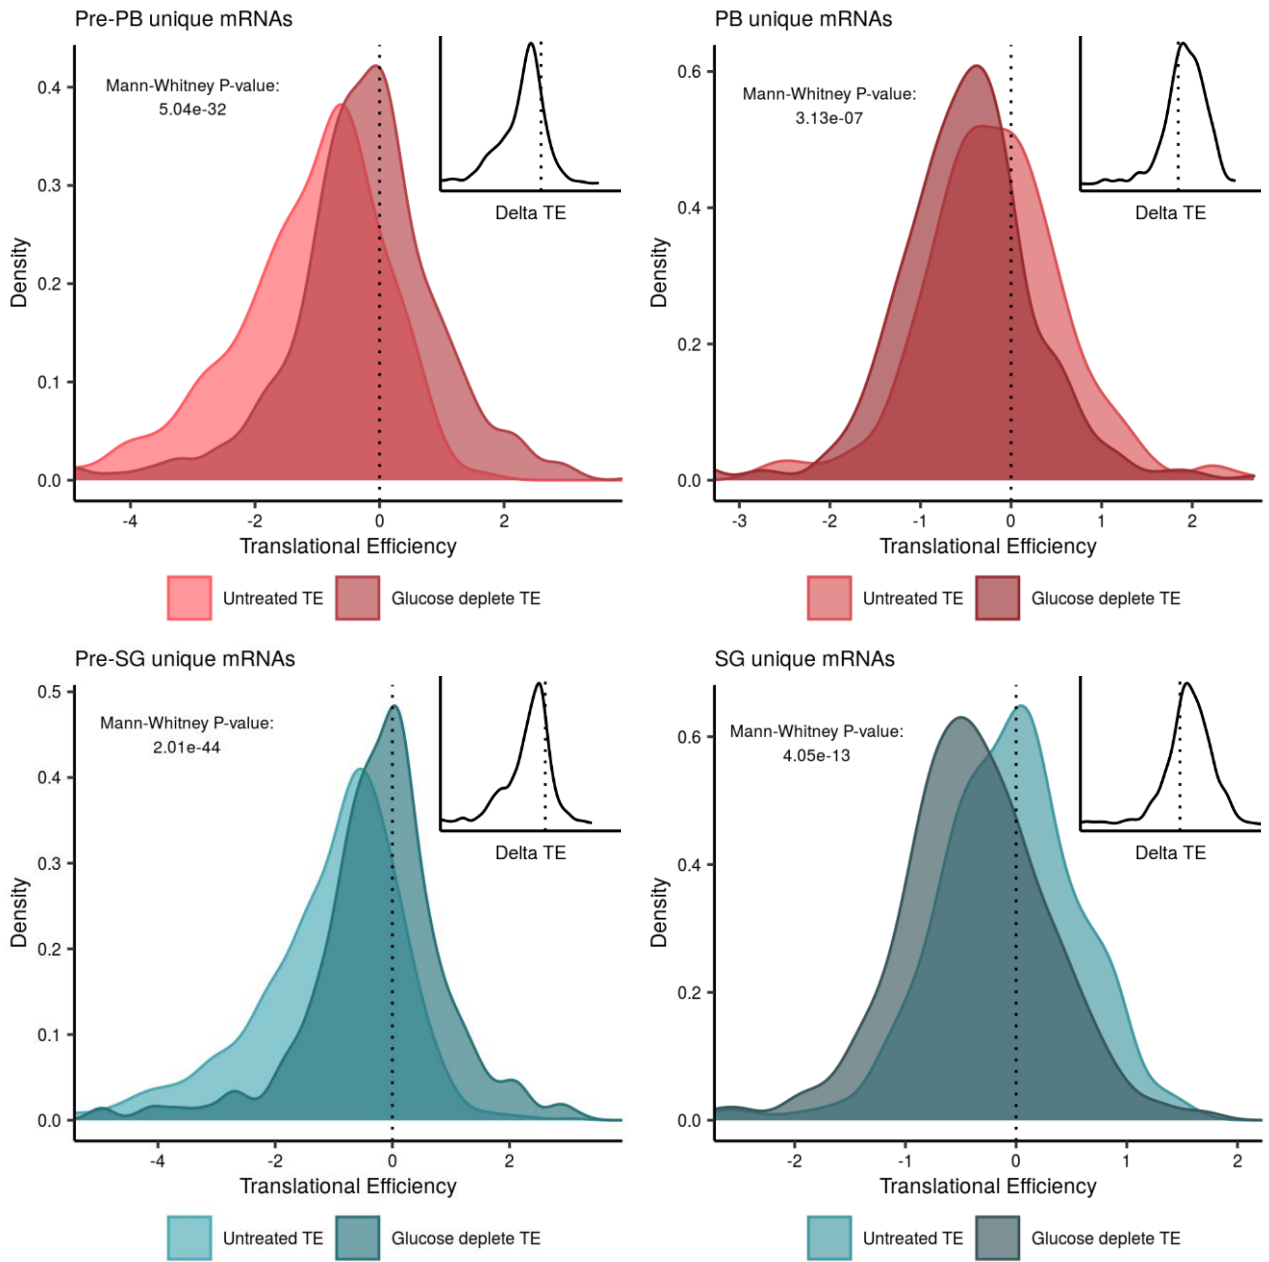 Pre-PB unique mRNAs
Mann-Whitney P-value:
5.04e-32
Density
0.4
0.3
0.2
0.1
0.0
-4 -2 0 2
Translational Efficiency
Delta TE
Untreated TE Glucose deplete TE
PB unique mRNAs
Mann-Whitney P-value:
3.13e-07
Density
0.6
0.4
0.2
0.0
-3 -2 -1 0 1 2
Translational Efficiency
Delta TE
Untreated TE Glucose deplete TE
Pre-SG unique mRNAs
Mann-Whitney P-value:
2.01e-44
Density
0.5
0.4
0.3
0.2
0.1
0.0
-4 -2 0 2
Translational Efficiency
Delta TE
Untreated TE Glucose deplete TE
SG unique mRNAs
Mann-Whitney P-value:
4.05e-13
Density
0.6
0.4
0.2
0.0
-2 -1 0 1 2
Translational Efficiency
Delta TE
Untreated TE Glucose deplete TE